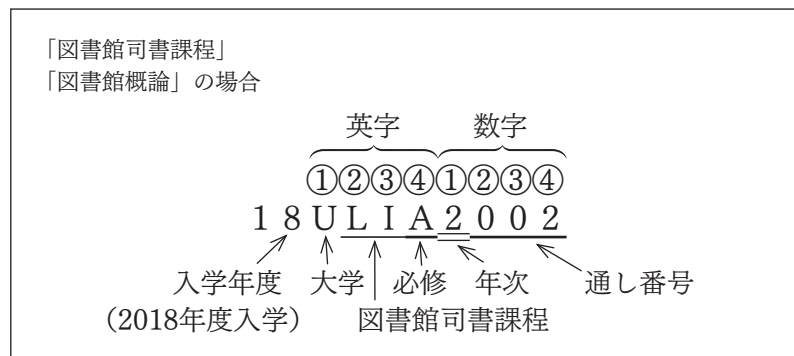 「図書館司書課程」
「図書館概論」の場合
英字 数字
①②③④①②③④
18ULIA2002
入学年度 大学 必修 年次 通し番号
(2018年度入学) 図書館司書課程